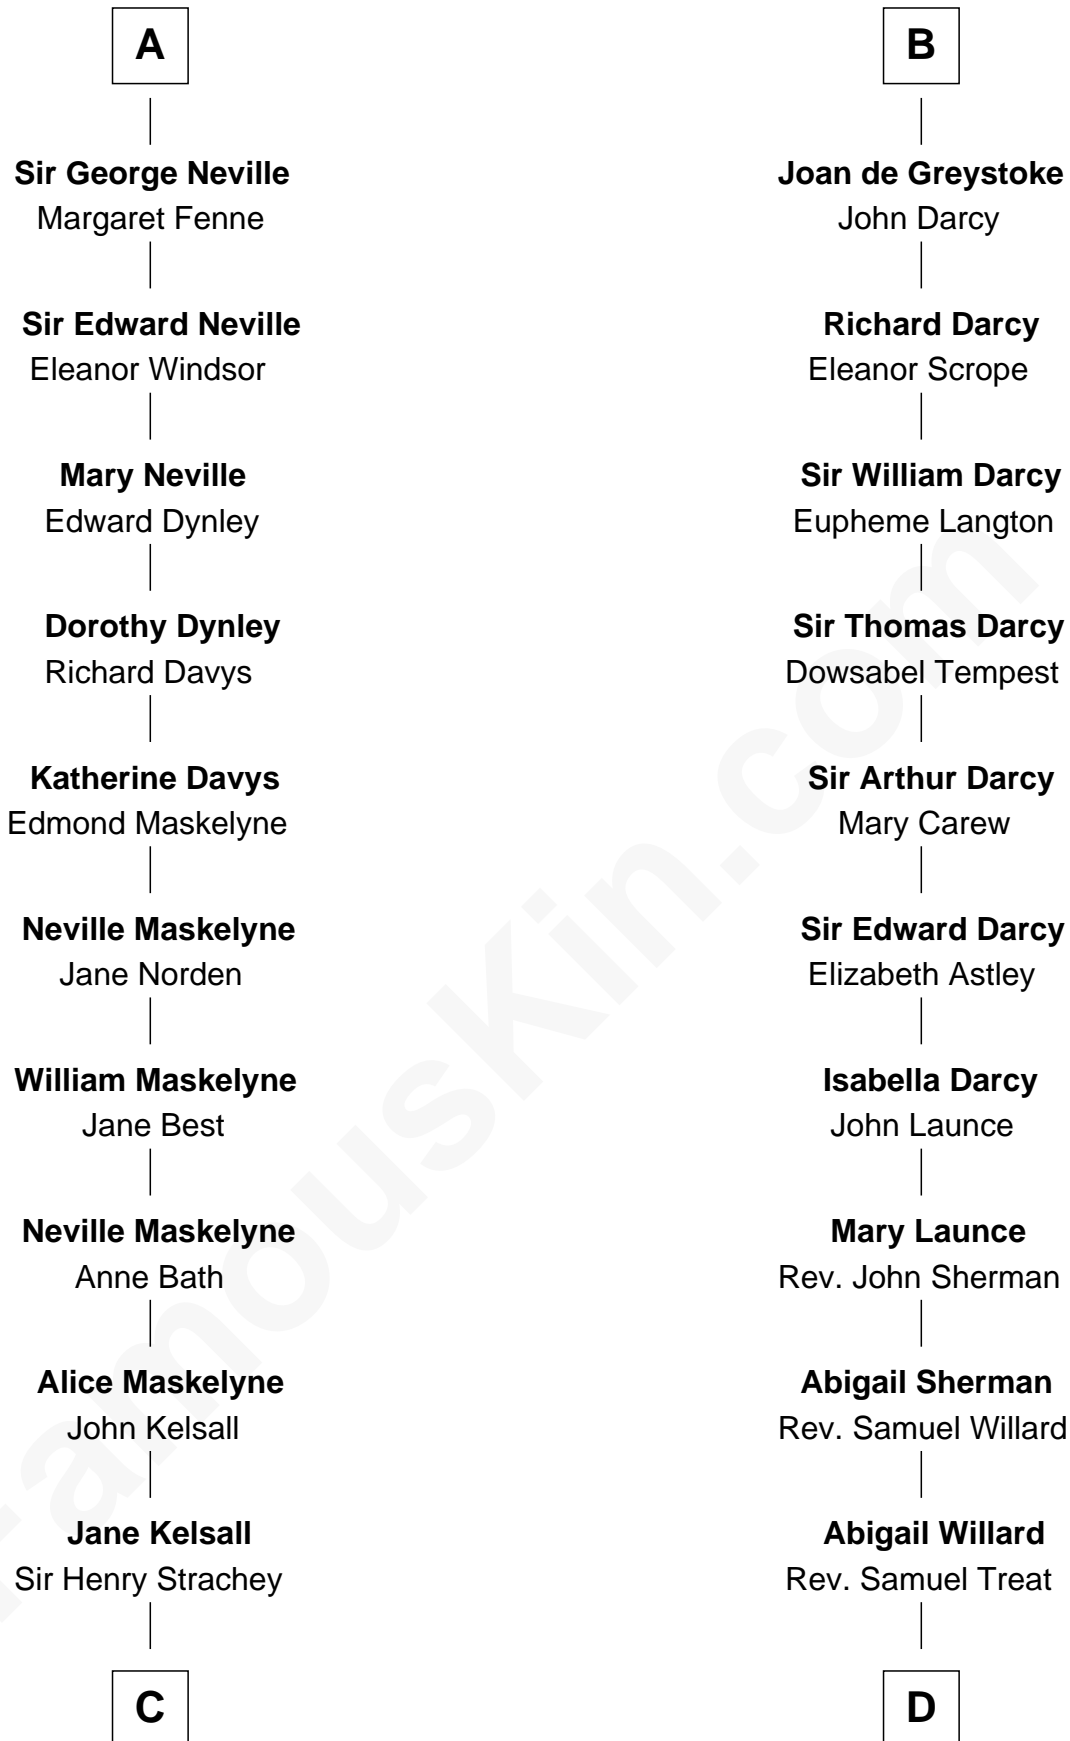 A
Sir George Neville
Margaret Fenne
Sir Edward Neville
Eleanor Windsor
Mary Neville
Edward Dynley
Dorothy Dynley
Richard Davys
Katherine Davys
Edmond Maskelyne
Neville Maskelyne
Jane Norden
William Maskelyne
Jane Best
Neville Maskelyne
Anne Bath
Alice Maskelyne
John Kelsall
Jane Kelsall
Sir Henry Strachey
C
B
Joan de Greystoke
John Darcy
Richard Darcy
Eleanor Scrope
Sir William Darcy
Eupheme Langton
Sir Thomas Darcy
Dowsabel Tempest
Sir Arthur Darcy
Mary Carew
Sir Edward Darcy
Elizabeth Astley
Isabella Darcy
John Launce
Mary Launce
Rev. John Sherman
Abigail Sherman
Rev. Samuel Willard
Abigail Willard
Rev. Samuel Treat
D
FamousKin.com